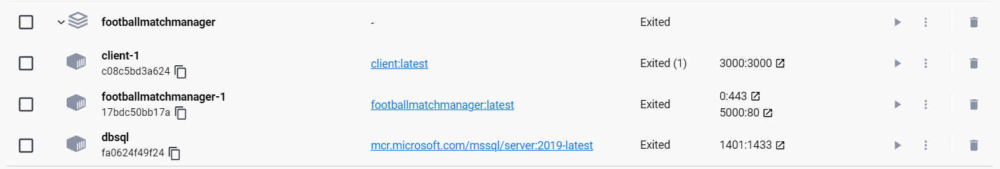 footballmatchmanager - Exited
client-1
c08c5bd3a624 client:latest Exited (1) 3000:3000
footballmatchmanager-1
17bdc50bb17a footballmatchmanager:latest Exited 0:443
5000:80
dbsql
fa0624f49f24 mcr.microsoft.com/mssql/server:2019-latest Exited 1401:1433